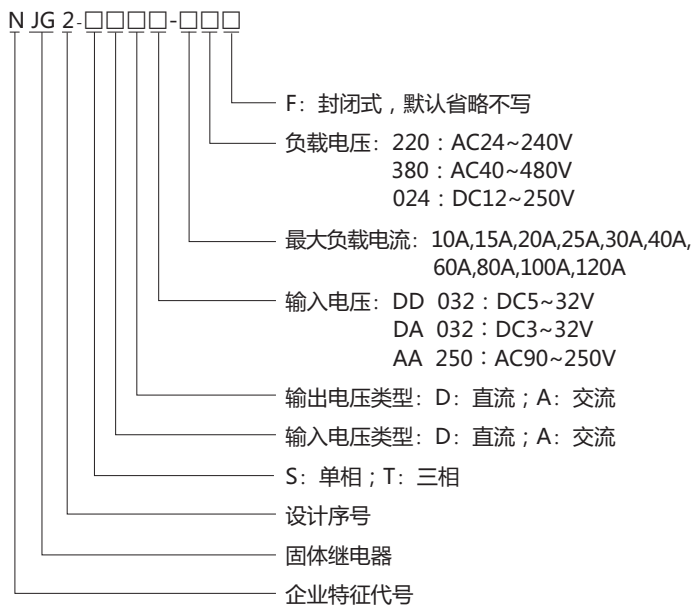 N JG 2-□□□□-□□□
F：封闭式，默认省略不写
负载电压：220：AC24~240V
380：AC40~480V
024：DC12~250V
最大负载电流：10A,15A,20A,25A,30A,40A,
60A,80A,100A,120A
输入电压：DD 032：DC5~32V
DA 032：DC3~32V
AA 250：AC90~250V
输出电压类型：D：直流；A：交流
输入电压类型：D：直流；A：交流
S：单相；T：三相
设计序号
固体继电器
企业特征代号